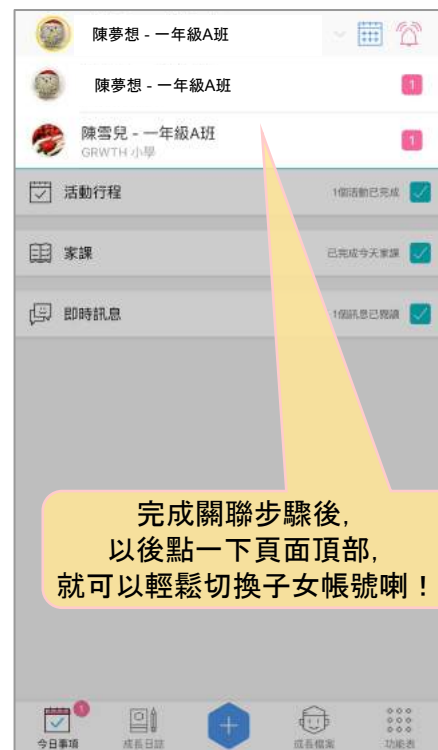 陳夢想 - 一年級A班
陳夢想 - 一年級A班
1
陳雪兒 - 一年級A班
GRWTH 小學
1
活動行程
1個活動已完成
家課
已完成今天家課
即時訊息
1個訊息已閱讀
完成關聯步驟後,
以後點一下頁面頂部,
就可以輕鬆切換子女帳號喇！
1
今日事項
成長日誌
成長檔案
功能表